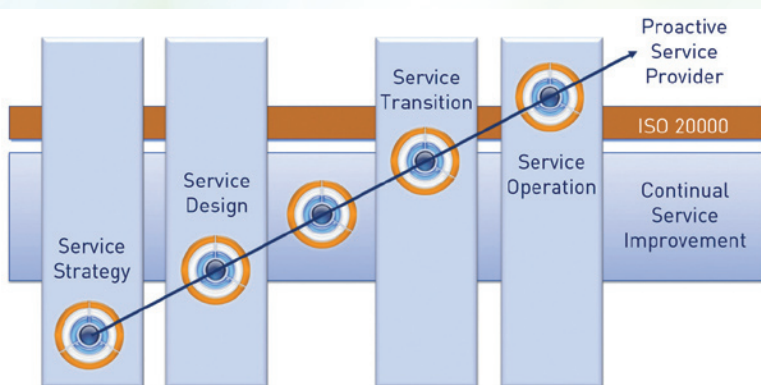 Proactive
Service
Provider
Service
Transition
ISO 20000
Service
Design
Service
Operation
Continual
Service
Improvement
Service
Strategy